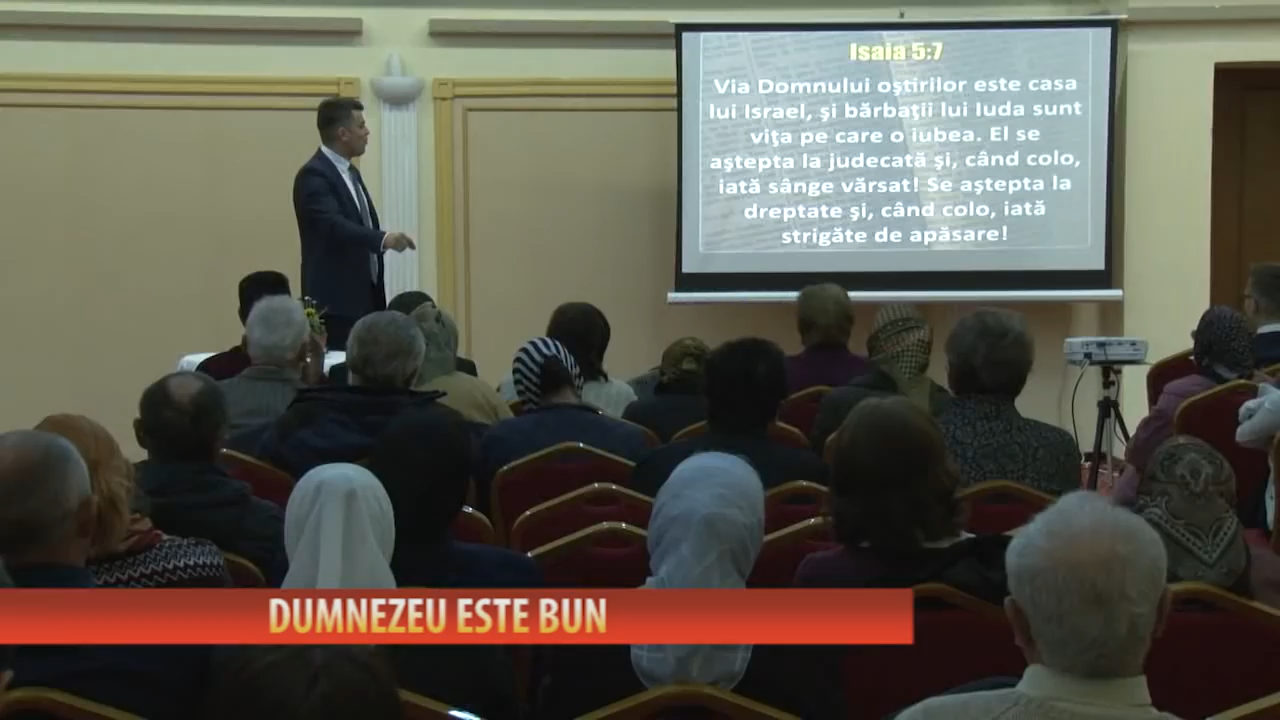 Isaia 5:7
Via Domnului oştirilor este casa
lui Israel, şi bărbaţii lui Iuda sunt
viţa pe care o iubea. El se
aştepta la judecată şi, când colo,
iată sânge vărsat! Se aştepta la
dreptate şi, când colo, iată
strigăte de apăsare!
DUMNEZEU ESTE BUN